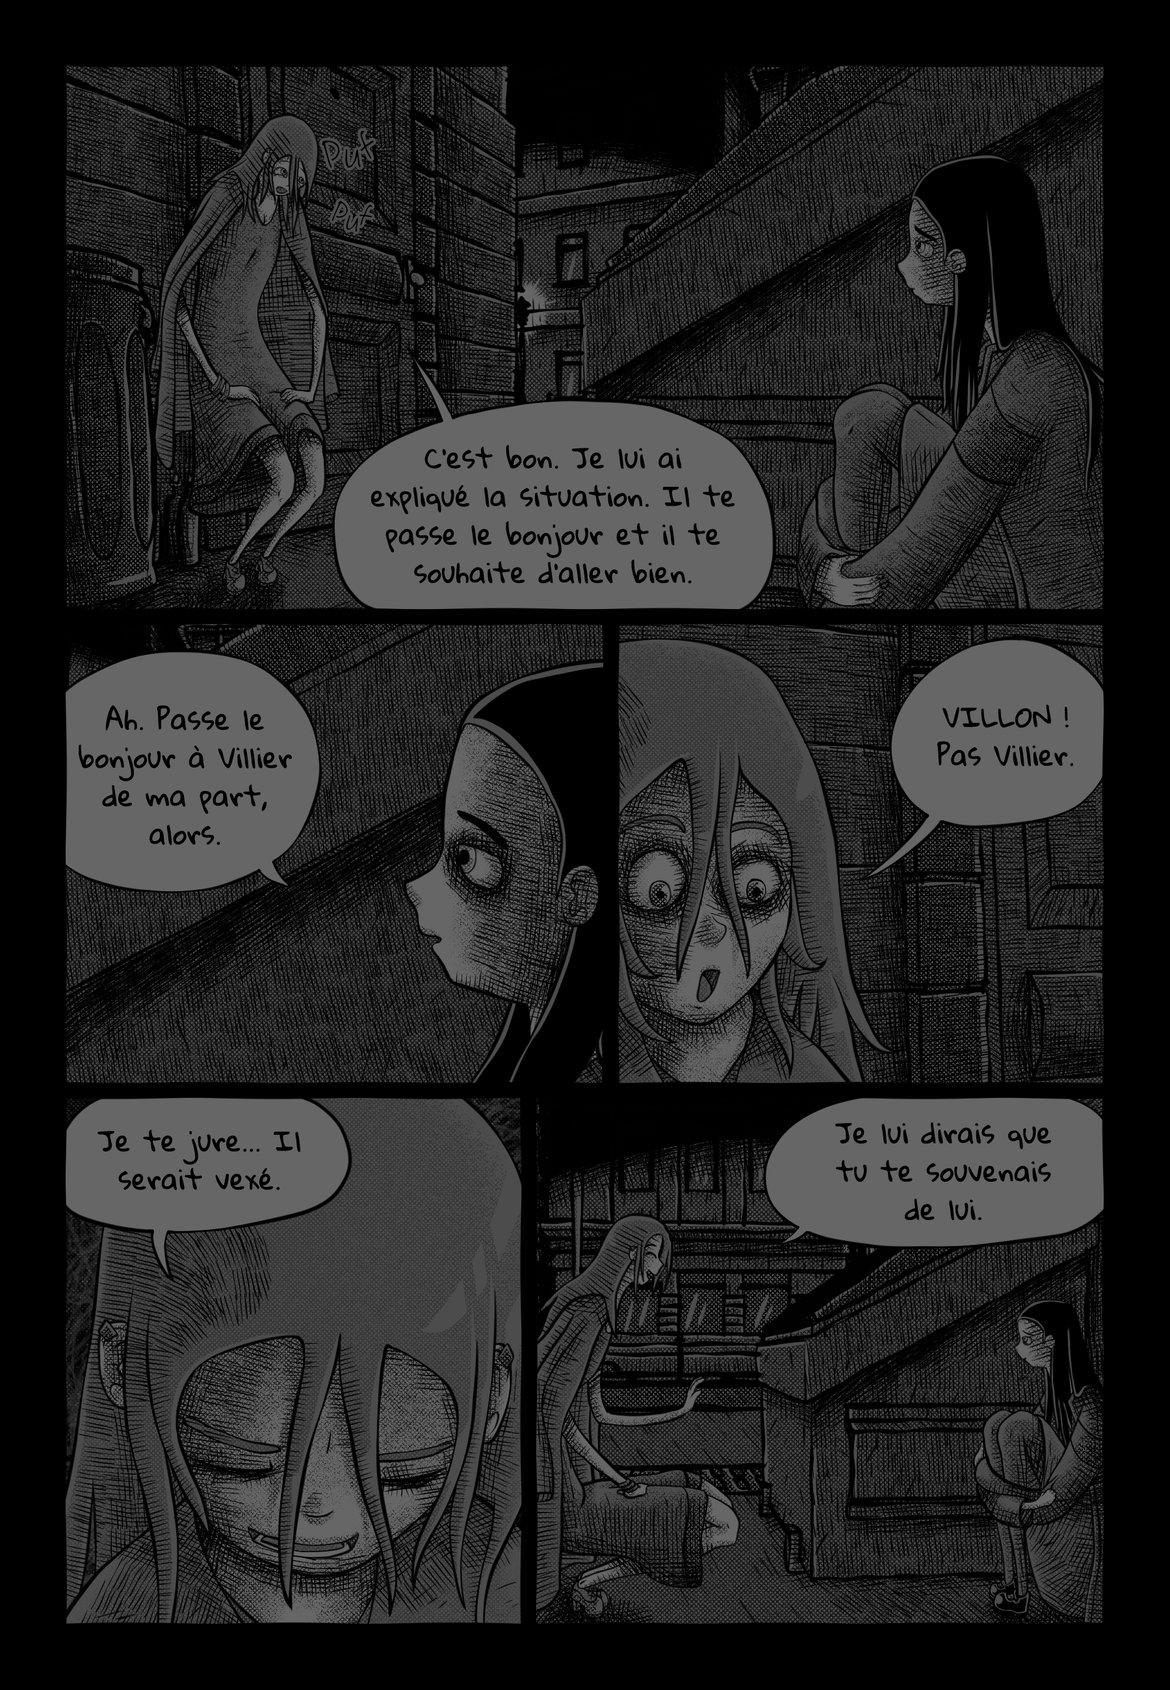 Puf
Puf
C'est bon. Je lui ai
expliqué la situation. Il te
passe le bonjour et il te
souhaite d'aller bien.
Ah. Passe le
bonjour à Villier
de ma part,
alors.
VILLON !
Pas Villier.
Je te jure... Il
serait vexé.
Je lui dirais que
tu te souvenais
de lui.